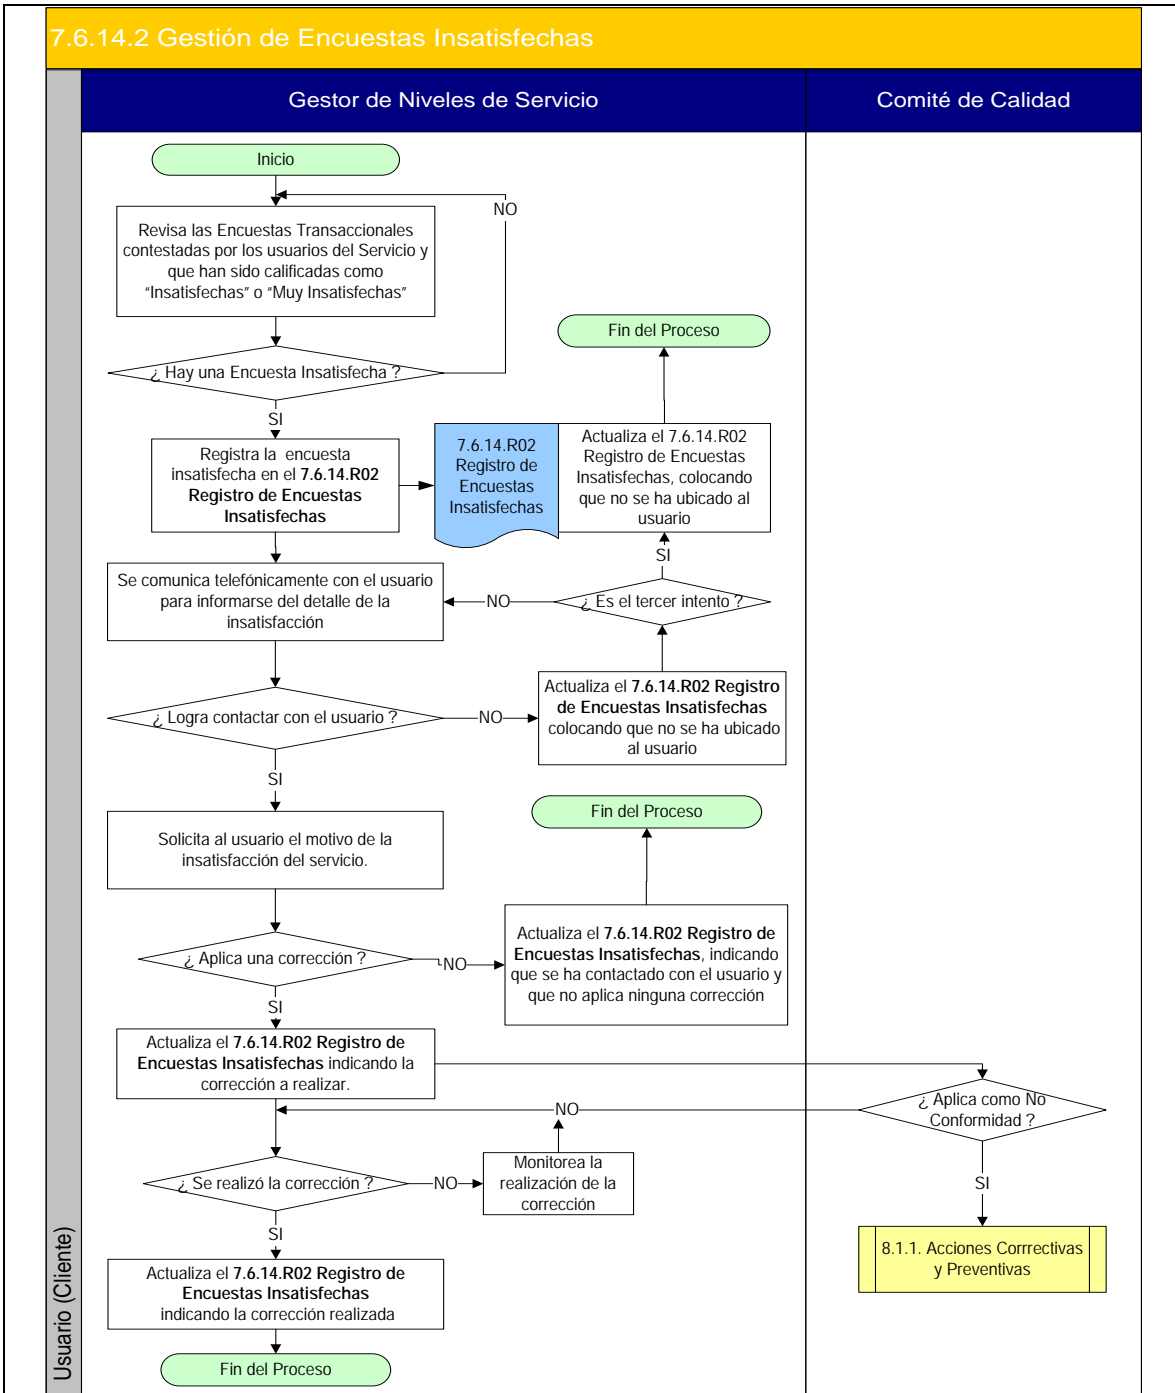 7.6.14.2 Gestión de Encuestas Insatisfechas
Gestor de Niveles de Servicio
Comité de Calidad
Usuario (Cliente)
Inicio
NO
Revisa las Encuestas Transaccionales
contestadas por los usuarios del Servicio y
que han sido calificadas como
“Insatisfechas” o “Muy Insatisfechas”
Fin del Proceso
¿ Hay una Encuesta Insatisfecha ?
SI
Registra la encuesta
insatisfecha en el 7.6.14.R02
Registro de Encuestas
Insatisfechas
7.6.14.R02
Registro de
Encuestas
Insatisfechas
Actualiza el 7.6.14.R02
Registro de Encuestas
Insatisfechas, colocando
que no se ha ubicado al
usuario
SI
Se comunica telefónicamente con el usuario
para informarse del detalle de la
insatisfacción
NO
¿ Es el tercer intento ?
¿ Logra contactar con el usuario ?
NO
Actualiza el 7.6.14.R02 Registro
de Encuestas Insatisfechas
colocando que no se ha ubicado
al usuario
SI
Fin del Proceso
Solicita al usuario el motivo de la
insatisfacción del servicio.
¿ Aplica una corrección ?
NO
Actualiza el 7.6.14.R02 Registro de
Encuestas Insatisfechas, indicando
que se ha contactado con el usuario y
que no aplica ninguna corrección
SI
Actualiza el 7.6.14.R02 Registro de
Encuestas Insatisfechas indicando la
corrección a realizar.
¿ Aplica como No
Conformidad ?
NO
¿ Se realizó la corrección ?
NO
Monitorea la
realización de la
corrección
SI
SI
8.1.1. Acciones Corrrectivas
y Preventivas
Actualiza el 7.6.14.R02 Registro de
Encuestas Insatisfechas
indicando la corrección realizada
Fin del Proceso